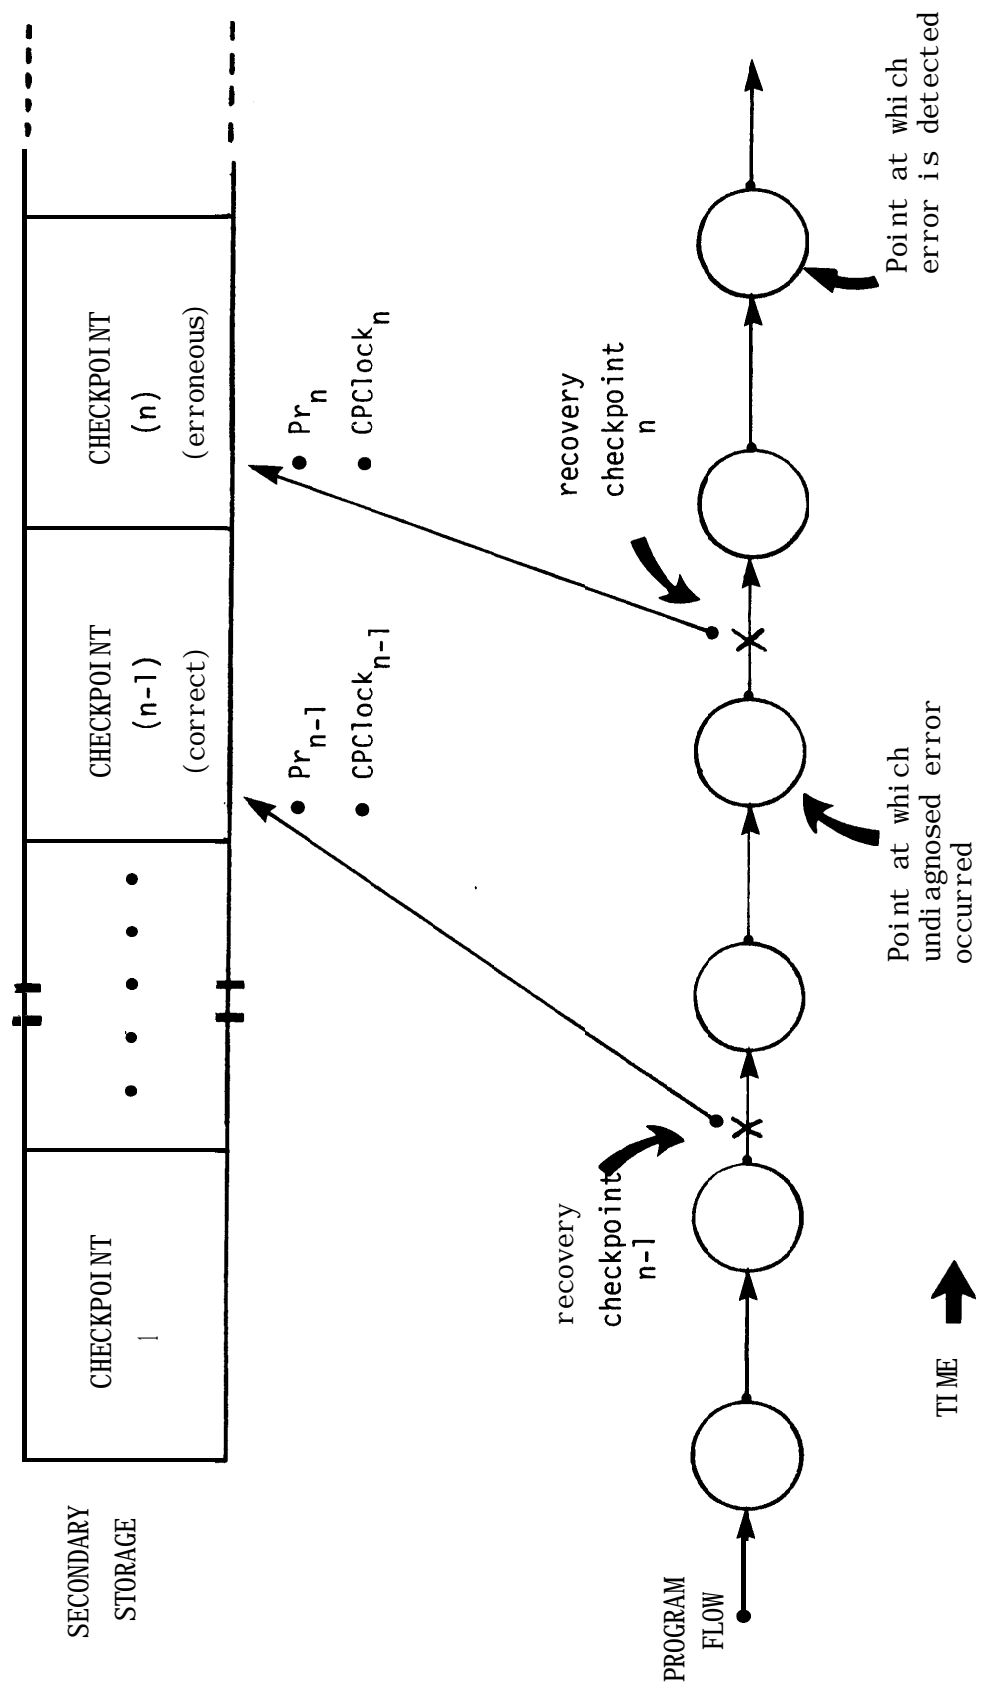 SECONDARY
STORAGE
CHECKPOINT
1
CHECKPOINT
(n-1)
(correct)
CHECKPOINT
(n)
(erroneous)
• Pr n-1
• CPClock n-1
• Pr n
• CPClock n
recovery
checkpoint
n-1
recovery
checkpoint
n
PROGRAM
FLOW
Point at which
undiagnosed error
occurred
Point at which
error is detected
TIME